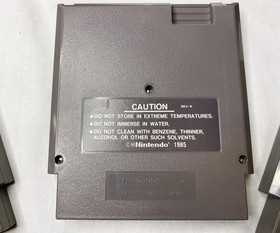 CAUTION
REV-A
●DO NOT STORE IN EXTREME TEMPERATURES.
●DO NOT IMMERSE IN WATER.
●DO NOT CLEAN WITH BENZENE, THINNER,
ALCOHOL OR OTHER SUCH SOLVENTS.
©Nintendo 1985
Nintendo